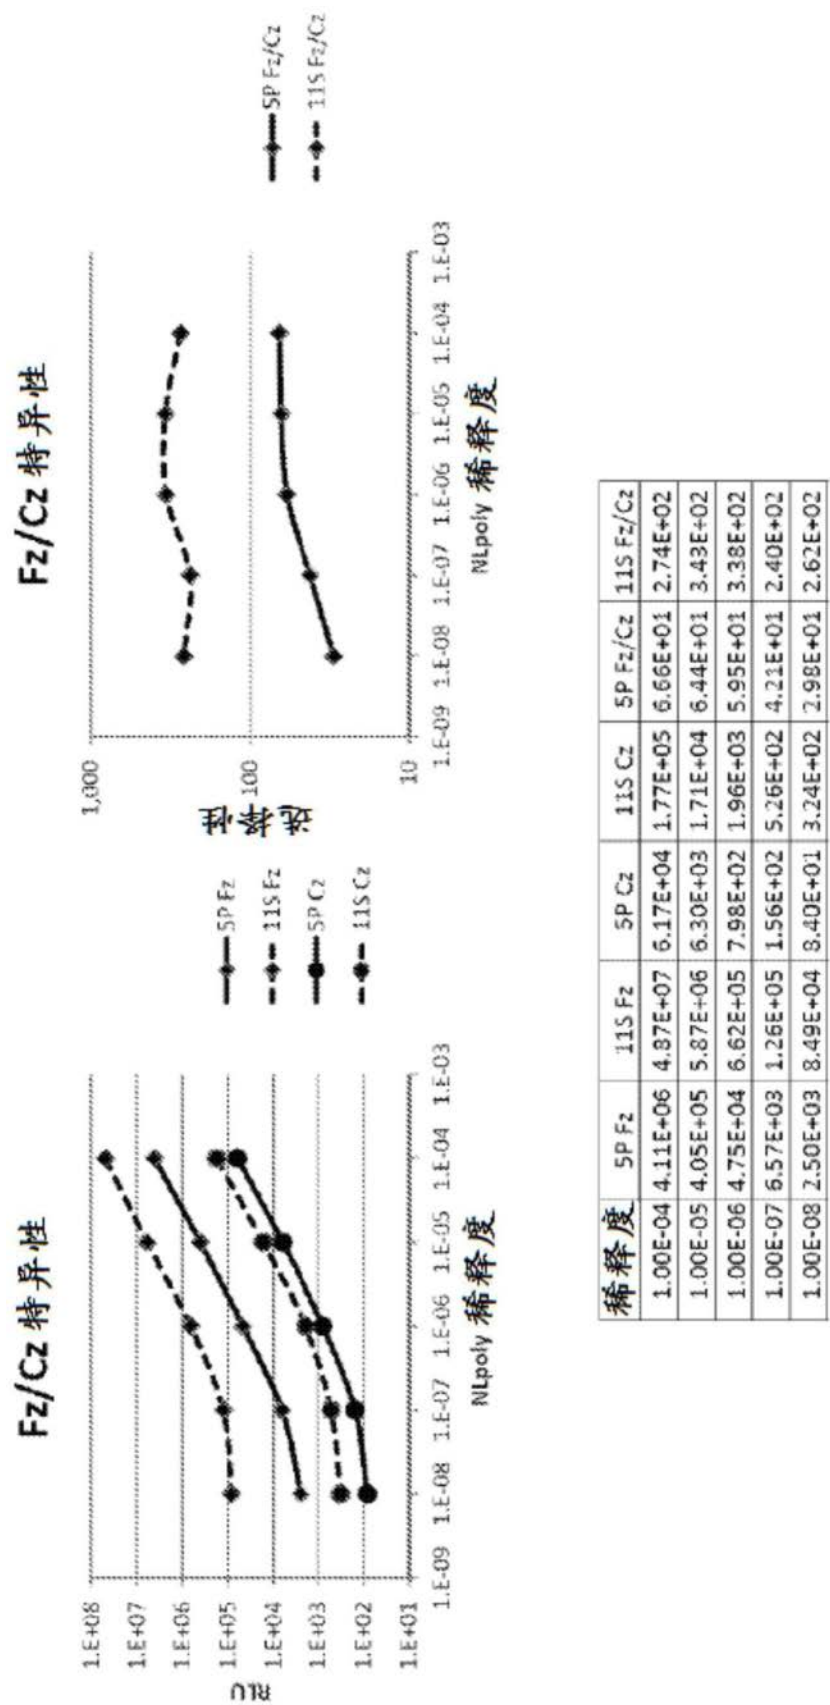 Fz/Cz 特异性
1.E+08
1.E+07
1.E+06
1.E+05
1.E+04
1.E+03
1.E+02
1.E+01
RLU
1.E-09 1.E-08 1.E-07 1.E-06 1.E-05 1.E-04 1.E-03
NLpoly 稀释度
5P Fz
11S Fz
5P Cz
11S Cz
Fz/Cz 特异性
1,000
100
10
选择性
1.E-09 1.E-08 1.E-07 1.E-06 1.E-05 1.E-04 1.E-03
NLpoly 稀释度
5P Fz/Cz
11S Fz/Cz
稀释度 5P Fz 11S Fz 5P Cz 11S Cz 5P Fz/Cz 11S Fz/Cz
1.00E-04 4.11E+06 4.87E+07 6.17E+04 1.77E+05 6.66E+01 2.74E+02
1.00E-05 4.05E+05 5.87E+06 6.30E+03 1.71E+04 6.44E+01 3.43E+02
1.00E-06 4.75E+04 6.62E+05 7.98E+02 1.96E+03 5.95E+01 3.38E+02
1.00E-07 6.57E+03 1.26E+05 1.56E+02 5.26E+02 4.21E+01 2.40E+02
1.00E-08 2.50E+03 8.49E+04 8.40E+01 3.24E+02 2.98E+01 2.62E+02